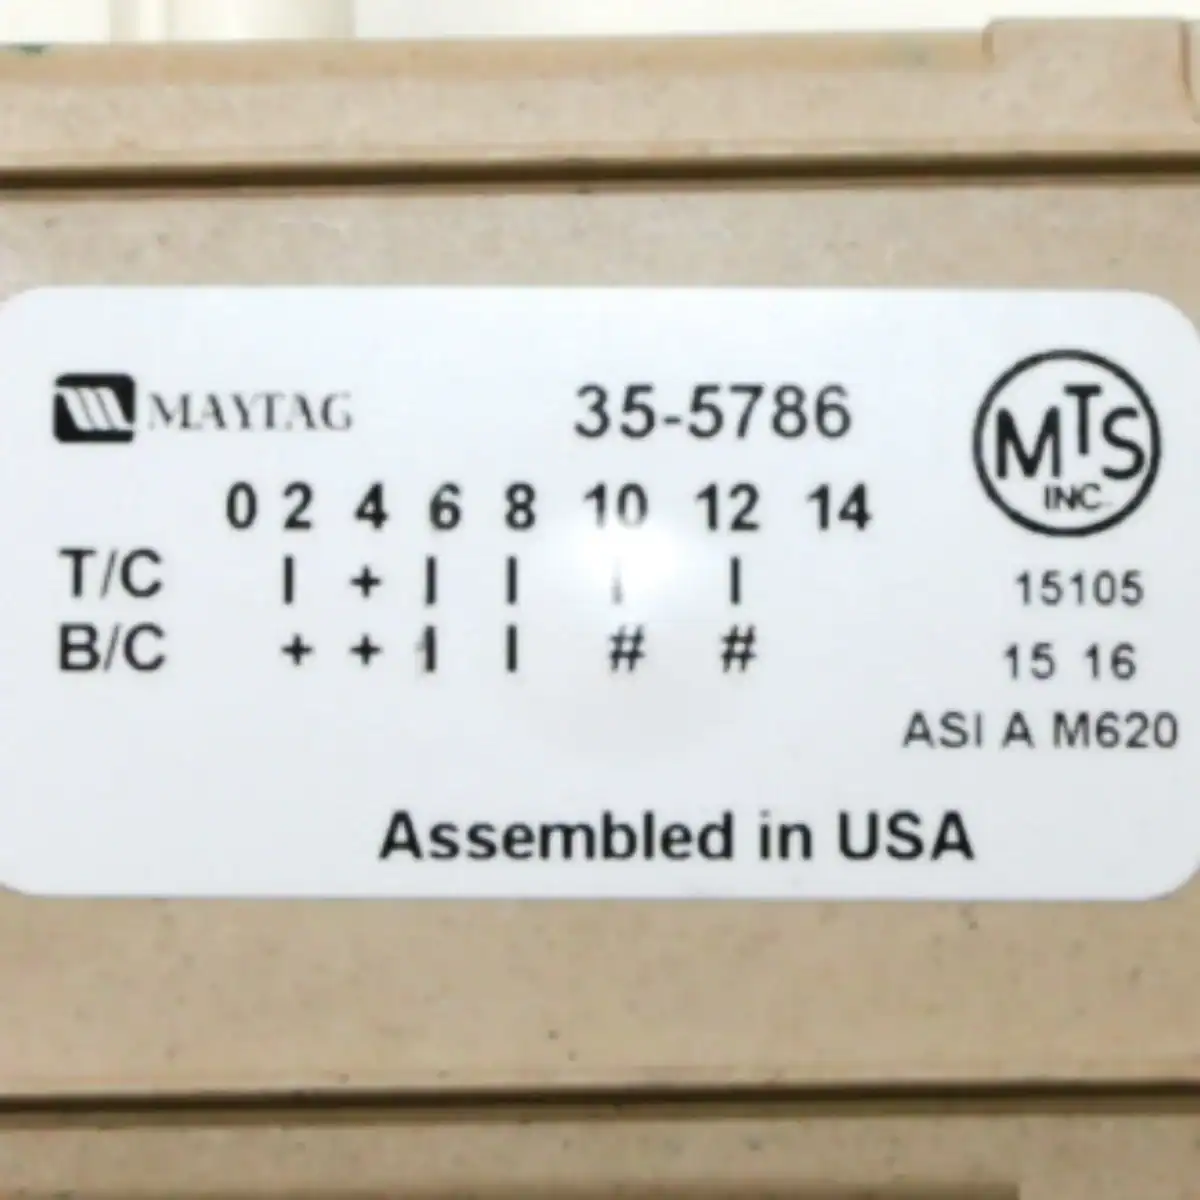 MAYTAG 35-5786
MTS
INC.
0 2 4 6 8 10 12 14
T/C | + | | | |
B/C + + | | # #
15105
15 16
ASI A M620
Assembled in USA